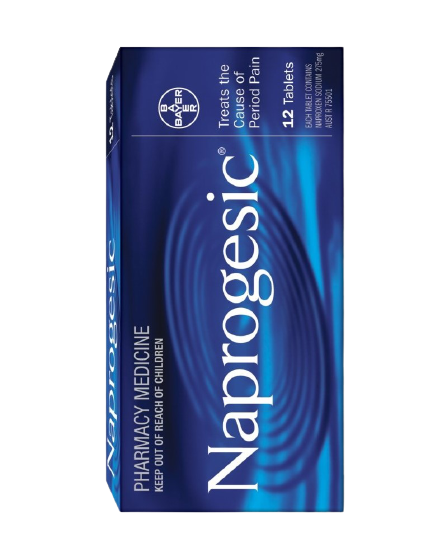 PHARMACY MEDICINE
KEEP OUT OF REACH OF CHILDREN
Naprogesic®
BAYER
BAYER
Treats the
Cause of
Period Pain
12 Tablets
EACH TABLET CONTAINS
NAPROXEN SODIUM 275mg
AUST R 75501
Naprogesic
12 Tablets